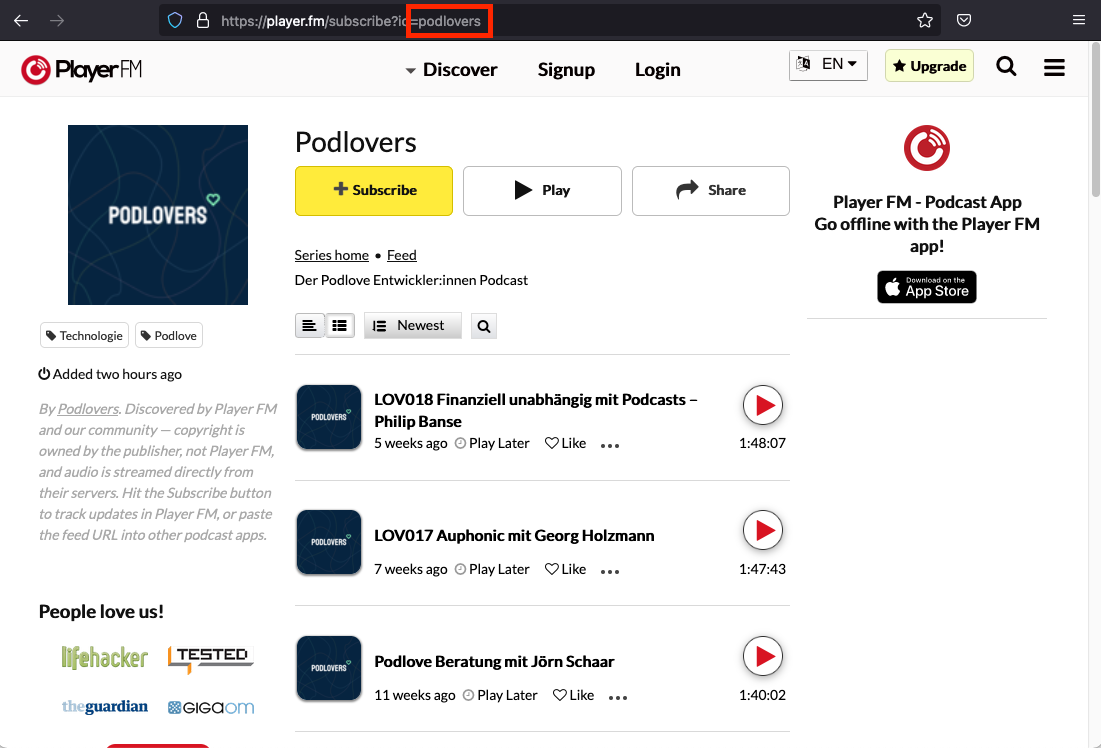 https://player.fm/subscribe?id=podlovers
PlayerFM
Discover
Signup
Login
EN
Upgrade
PODLOVERS
Technologie
Podlove
Added two hours ago
By Podlovers. Discovered by Player FM
and our community — copyright is
owned by the publisher, not Player FM,
and audio is streamed directly from
their servers. Hit the Subscribe button
to track updates in Player FM, or paste
the feed URL into other podcast apps.
People love us!
lifehacker
TESTED
theguardian
GIGAOM
Podlovers
Subscribe
Play
Share
Series home • Feed
Der Podlove Entwickler:innen Podcast
Newest
PODLOVERS
LOV018 Finanziell unabhängig mit Podcasts –
Philip Banse
5 weeks ago Play Later Like
1:48:07
PODLOVERS
LOV017 Auphonic mit Georg Holzmann
7 weeks ago Play Later Like
1:47:43
PODLOVERS
Podlove Beratung mit Jörn Schaar
11 weeks ago Play Later Like
1:40:02
Player FM - Podcast App
Go offline with the Player FM
app!
Download on the
App Store